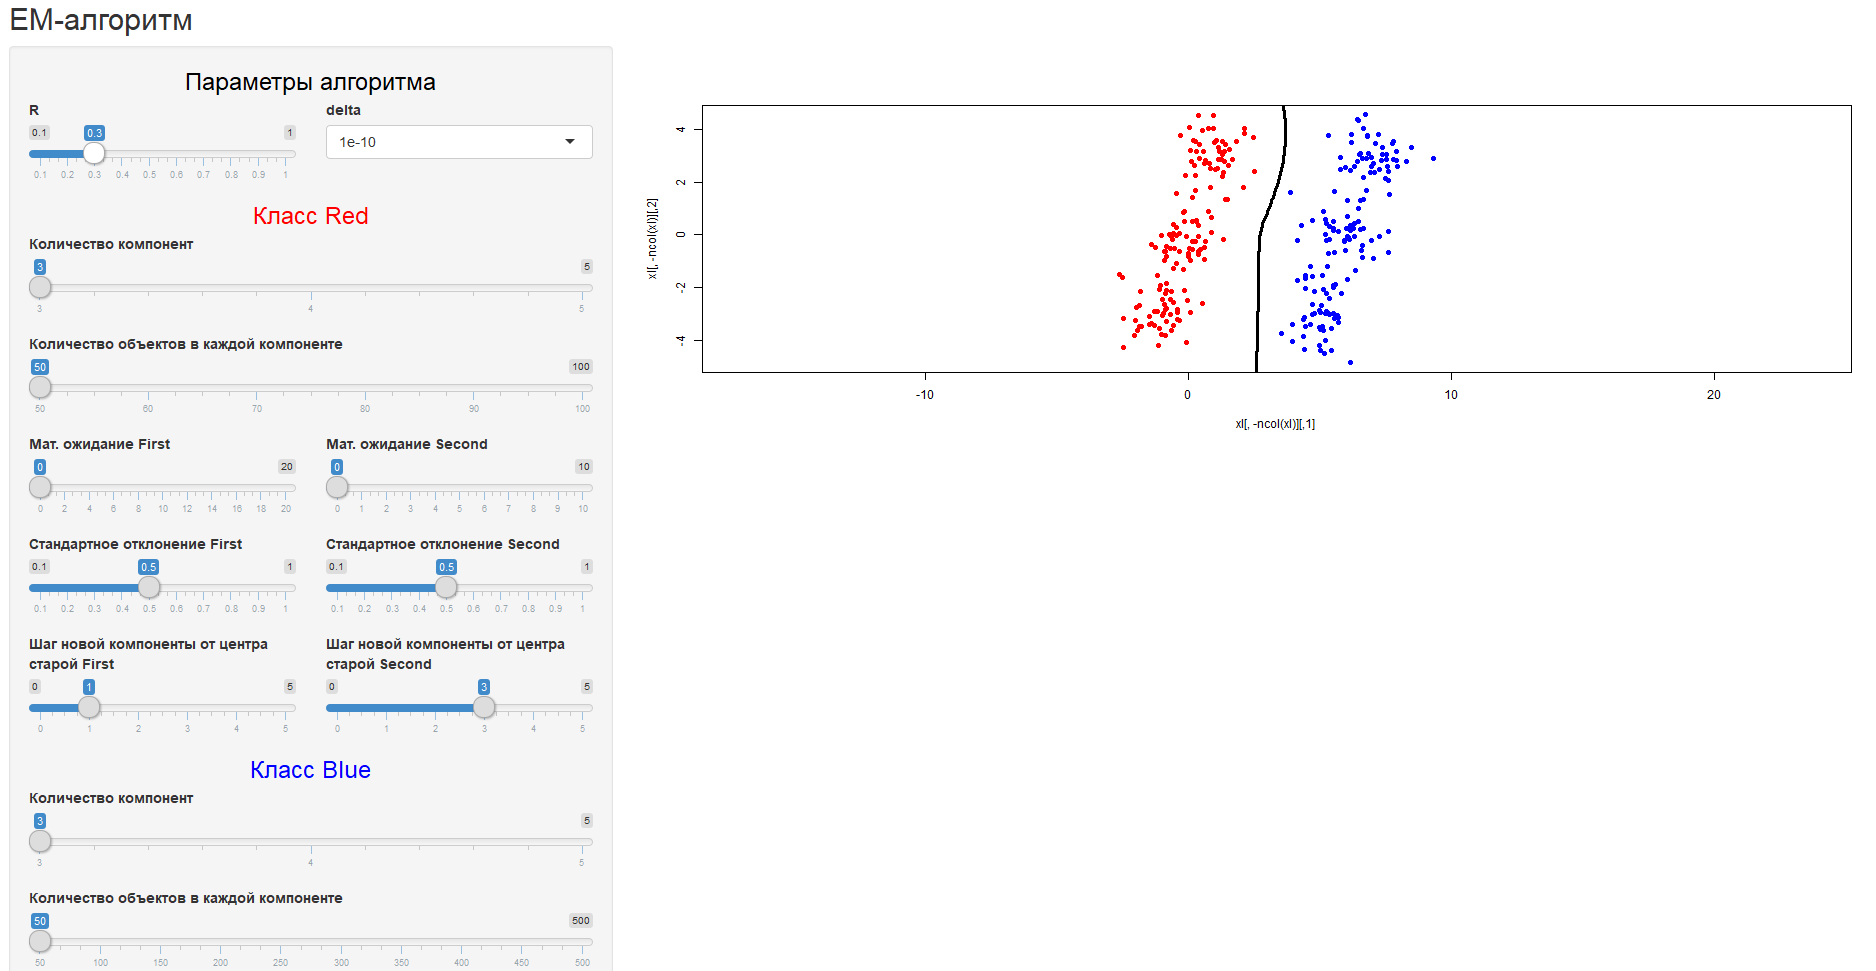 EM-алгоритм
Параметры алгоритма
R
0.1 0.3 1
0.1 0.2 0.3 0.4 0.5 0.6 0.7 0.8 0.9 1
delta
1e-10
Класс Red
Количество компонент
3 5
3 4 5
Количество объектов в каждой компоненте
50 100
50 60 70 80 90 100
Мат. ожидание First
0 20
0 2 4 6 8 10 12 14 16 18 20
Мат. ожидание Second
0 10
0 1 2 3 4 5 6 7 8 9 10
Стандартное отклонение First
0.1 0.5 1
0.1 0.2 0.3 0.4 0.5 0.6 0.7 0.8 0.9 1
Стандартное отклонение Second
0.1 0.5 1
0.1 0.2 0.3 0.4 0.5 0.6 0.7 0.8 0.9 1
Шаг новой компоненты от центра
старой First
0 1 5
0 1 2 3 4 5
Шаг новой компоненты от центра
старой Second
0 3 5
0 1 2 3 4 5
Класс Blue
Количество компонент
3 5
3 4 5
Количество объектов в каждой компоненте
50 500
50 100 150 200 250 300 350 400 450 500
xl[, -ncol(xl)][,2]
4
2
0
-2
-4
-10 0 10 20
xl[, -ncol(xl)][,1]